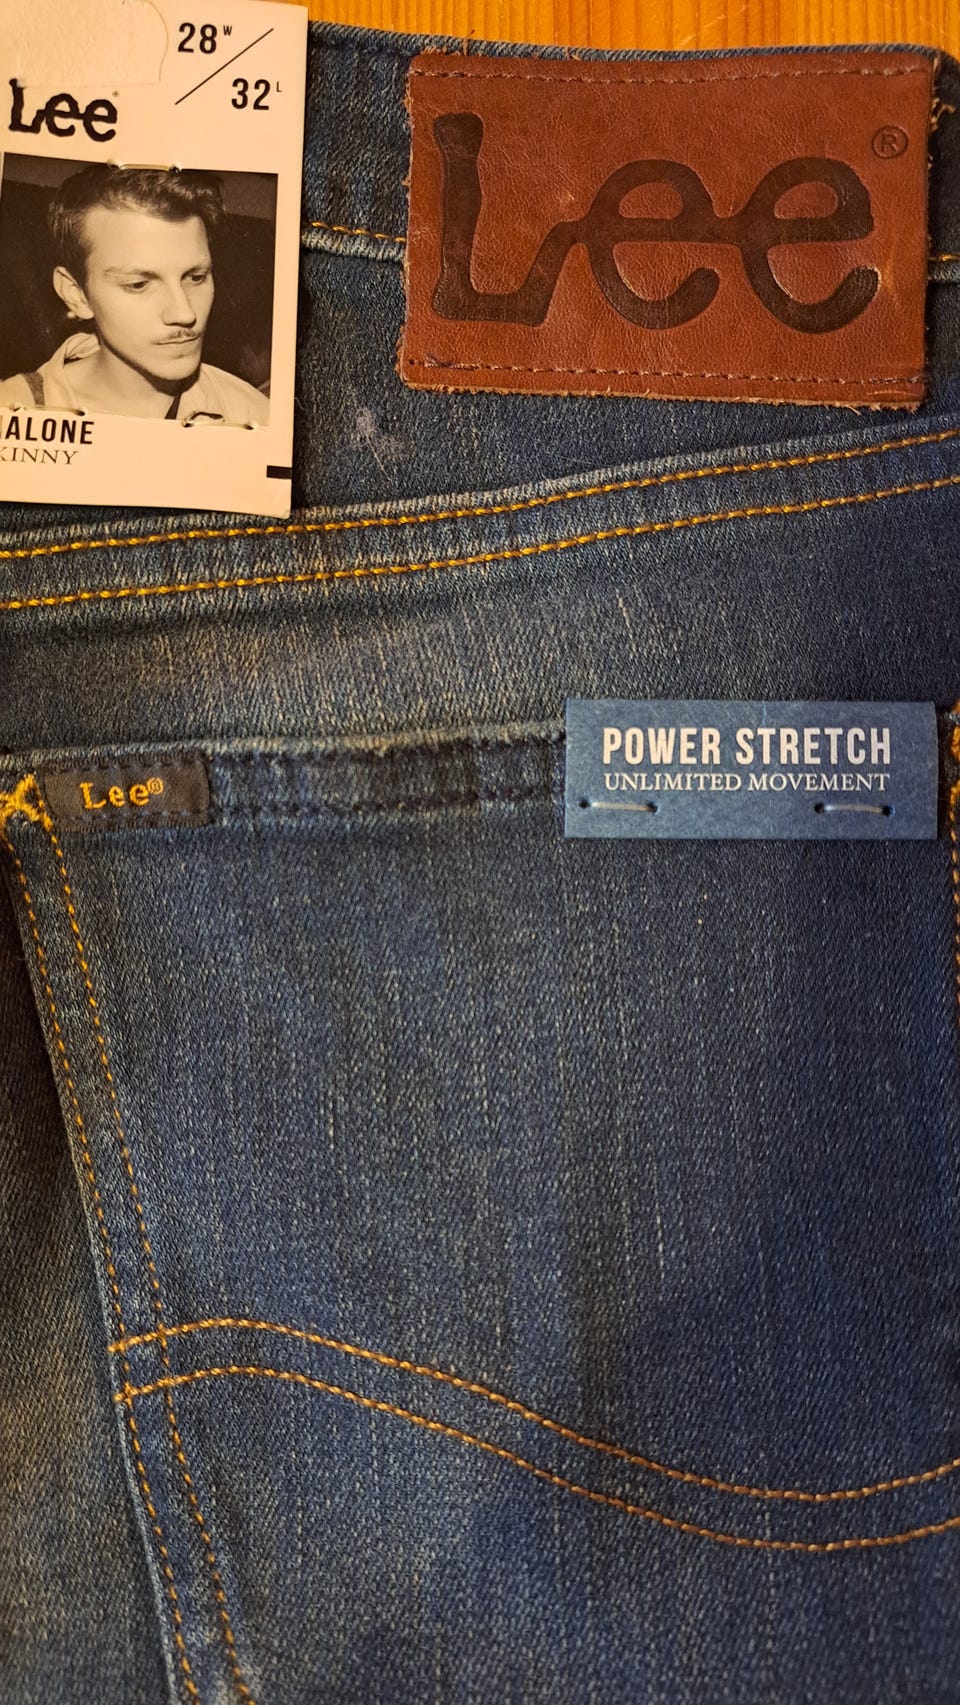 28W
32L
Lee
ALONE
KINNY
Lee®
Lee®
POWER STRETCH
UNLIMITED MOVEMENT